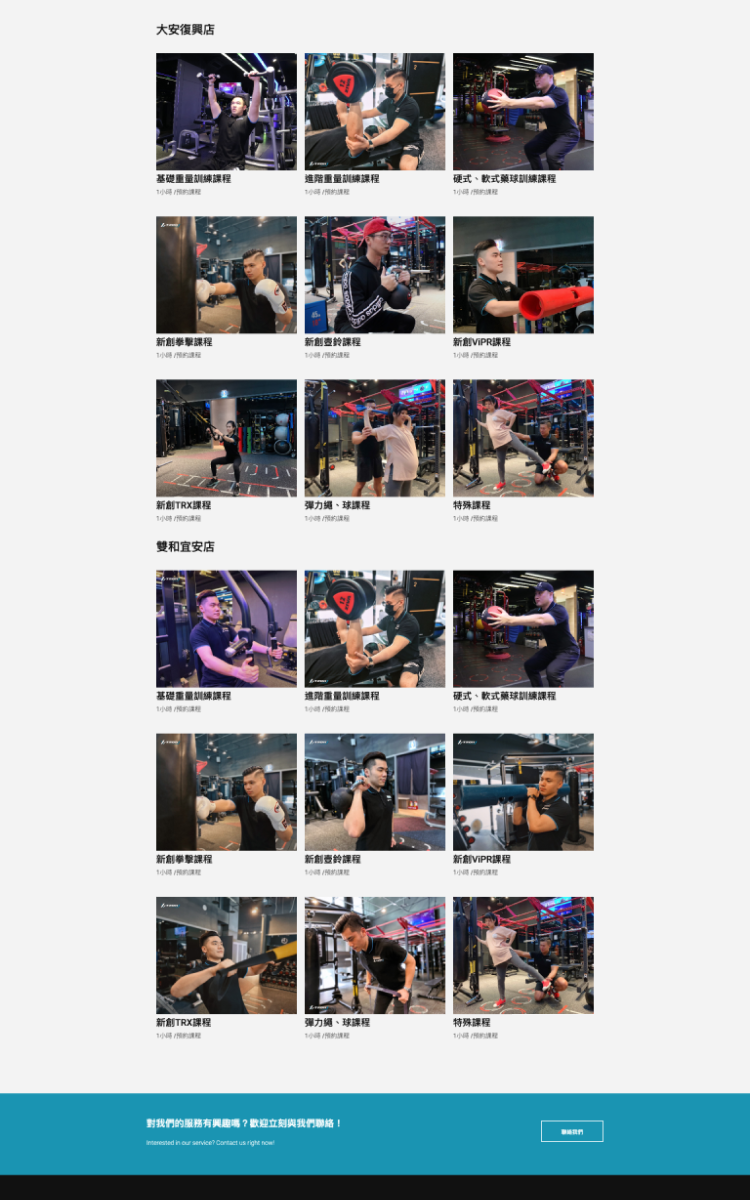 大安復興店
基礎重量訓練課程
1小時 /預約課程
進階重量訓練課程
1小時 /預約課程
硬式、軟式藥球訓練課程
1小時 /預約課程
新創拳擊課程
1小時 /預約課程
新創壺鈴課程
1小時 /預約課程
新創ViPR課程
1小時 /預約課程
新創TRX課程
1小時 /預約課程
彈力繩、球課程
1小時 /預約課程
特殊課程
1小時 /預約課程
雙和宜安店
基礎重量訓練課程
1小時 /預約課程
進階重量訓練課程
1小時 /預約課程
硬式、軟式藥球訓練課程
1小時 /預約課程
新創拳擊課程
1小時 /預約課程
新創壺鈴課程
1小時 /預約課程
新創ViPR課程
1小時 /預約課程
新創TRX課程
1小時 /預約課程
彈力繩、球課程
1小時 /預約課程
特殊課程
1小時 /預約課程
對我們的服務有興趣嗎？歡迎立刻與我們聯絡！
Interested in our service? Contact us right now!
聯絡我們